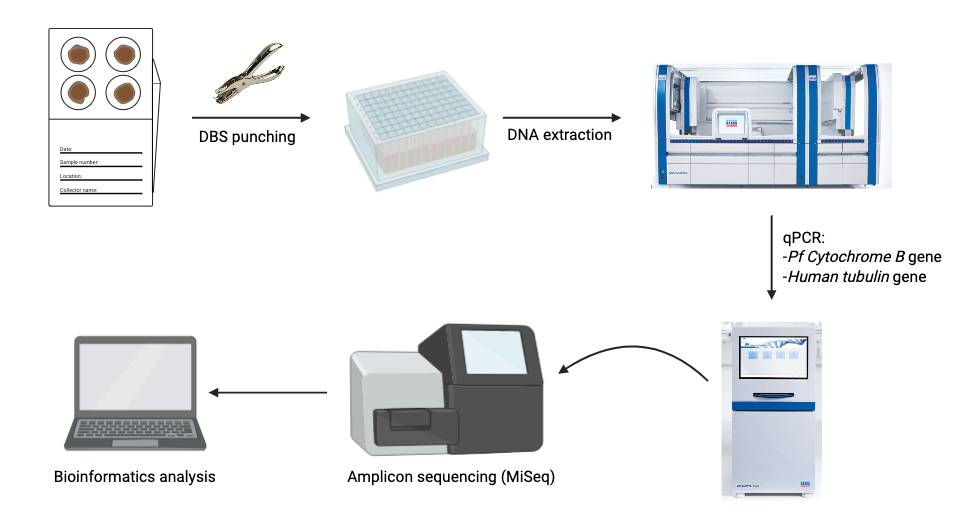 DBS punching
DNA extraction
Date:
Sample number:
Location:
Collector name:
qPCR:
-Pf Cytochrome B gene
-Human tubulin gene
Bioinformatics analysis
Amplicon sequencing (MiSeq)